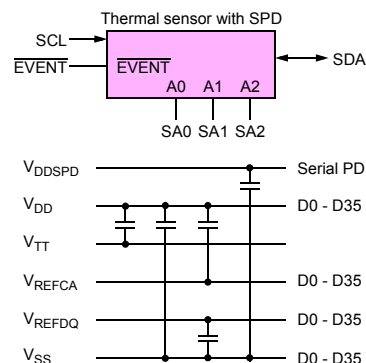 Thermal sensor with SPD
SCL
EVENT EVENT
SDA
A0 A1 A2
SA0 SA1 SA2
VDDSPD Serial PD
VDD D0 - D35
VTT
VREFCA D0 - D35
VREFDQ D0 - D35
VSS D0 - D35